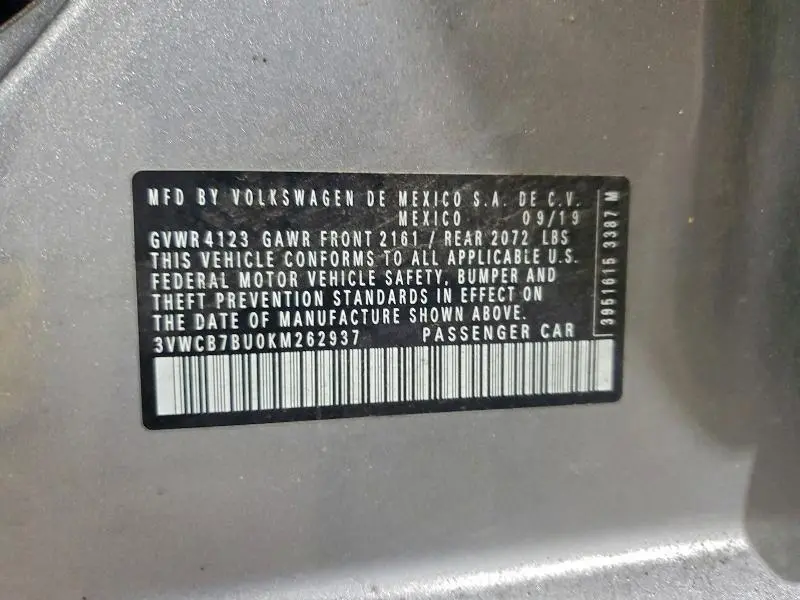 MFD BY VOLKSWAGEN DE MEXICO S.A. DE C.V.
MEXICO 09/19
GVWR 4123 GAWR FRONT 2161 / REAR 2072 LBS
THIS VEHICLE CONFORMS TO ALL APPLICABLE U.S.
FEDERAL MOTOR VEHICLE SAFETY, BUMPER AND
THEFT PREVENTION STANDARDS IN EFFECT ON
THE DATE OF MANUFACTURE SHOWN ABOVE.
3VWCB7BU0KM262937 PASSENGER CAR
3951615 3387 M